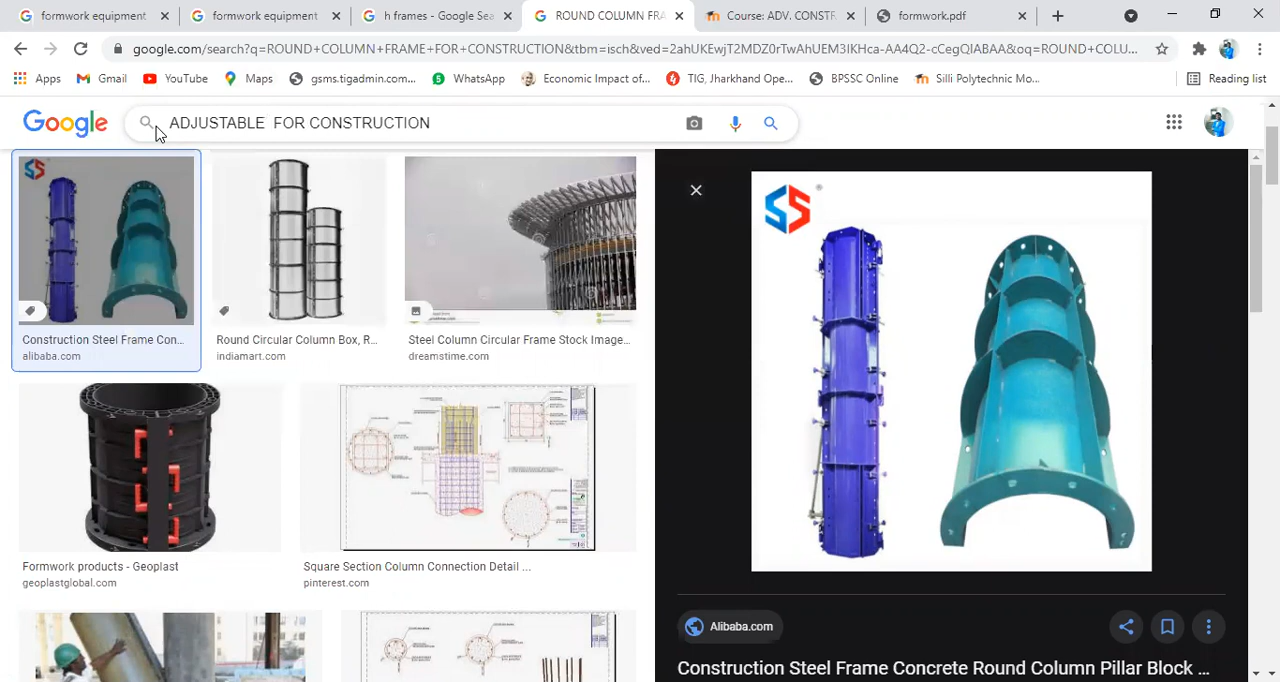 formwork equipment
formwork equipment
h frames - Google Sea
ROUND COLUMN FRA
Course: ADV. CONSTR
formwork.pdf
google.com/search?q=ROUND+COLUMN+FRAME+FOR+CONSTRUCTION&tbm=isch&ved=2ahUKEwjT2MDZ0rTwAhUEM3IKHca-AA4Q2-cCegQIABAA&oq=ROUND+COLU...
Apps
Gmail
YouTube
Maps
gsms.tigadmin.com...
WhatsApp
Economic Impact of...
TIG, Jharkhand Ope...
BPSSC Online
Silli Polytechnic Mo...
Reading list
Google
ADJUSTABLE  FOR CONSTRUCTION
Construction Steel Frame Con...
alibaba.com
Round Circular Column Box, R...
indiamart.com
Steel Column Circular Frame Stock Image...
dreamstime.com
Formwork products - Geoplast
geoplastglobal.com
Square Section Column Connection Detail ...
pinterest.com
SS
Alibaba.com
Construction Steel Frame Concrete Round Column Pillar Block ...